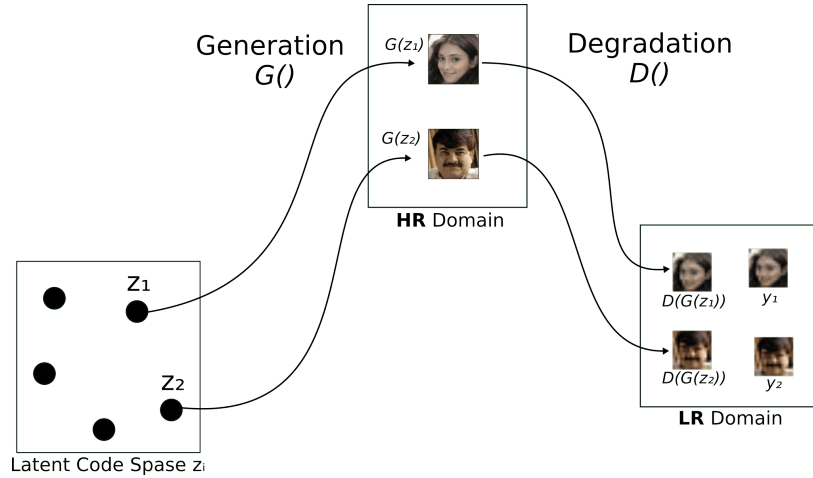 Generation
G()
G(z₁)
G(z₂)
HR Domain
Degradation
D()
z₁
z₂
Latent Code Spase zᵢ
D(G(z₁))
y₁
D(G(z₂))
y₂
LR Domain